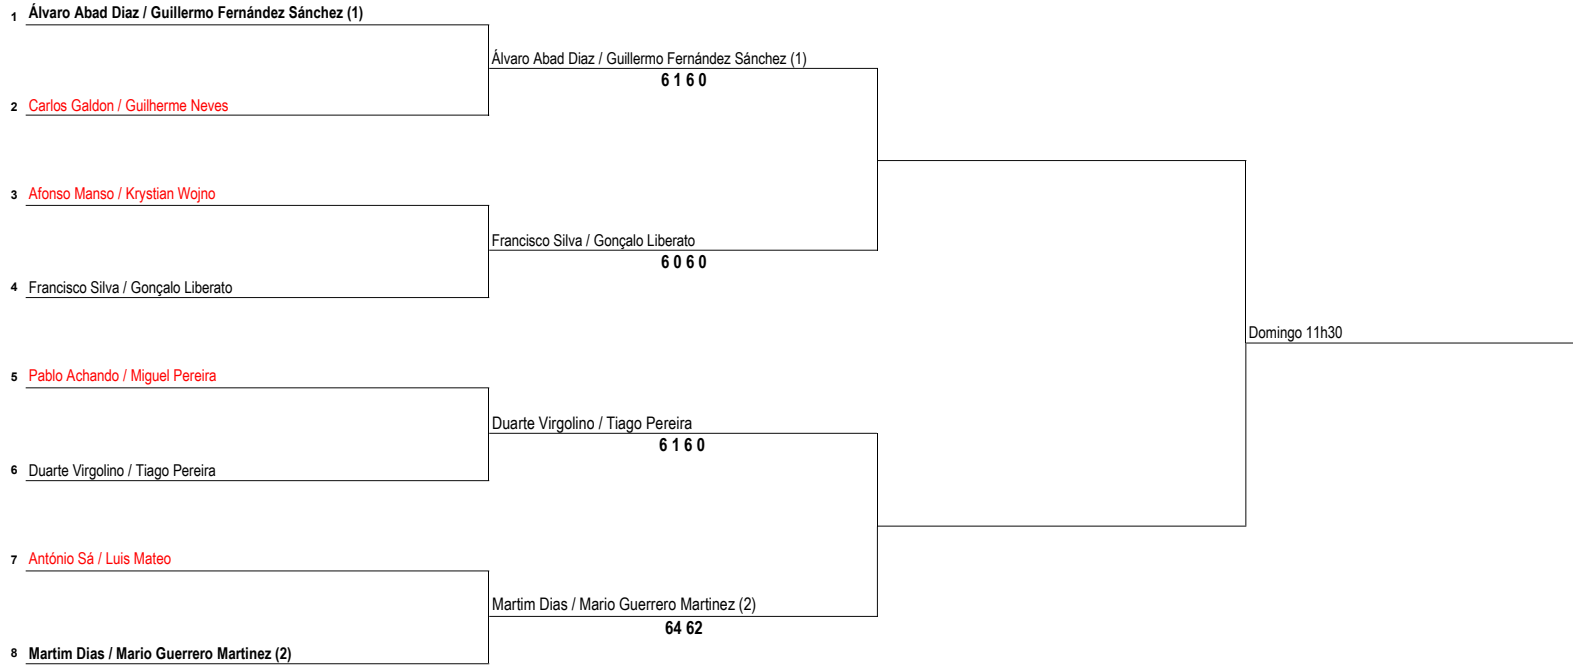 1 Álvaro Abad Diaz / Guillermo Fernández Sánchez (1)
Álvaro Abad Diaz / Guillermo Fernández Sánchez (1)
6 1 6 0
2 Carlos Galdon / Guilherme Neves
3 Afonso Manso / Krystian Wojno
Francisco Silva / Gonçalo Liberato
6 0 6 0
4 Francisco Silva / Gonçalo Liberato
Domingo 11h30
5 Pablo Achando / Miguel Pereira
Duarte Virgolino / Tiago Pereira
6 1 6 0
6 Duarte Virgolino / Tiago Pereira
7 António Sá / Luis Mateo
Martim Dias / Mario Guerrero Martinez (2)
64 62
8 Martim Dias / Mario Guerrero Martinez (2)